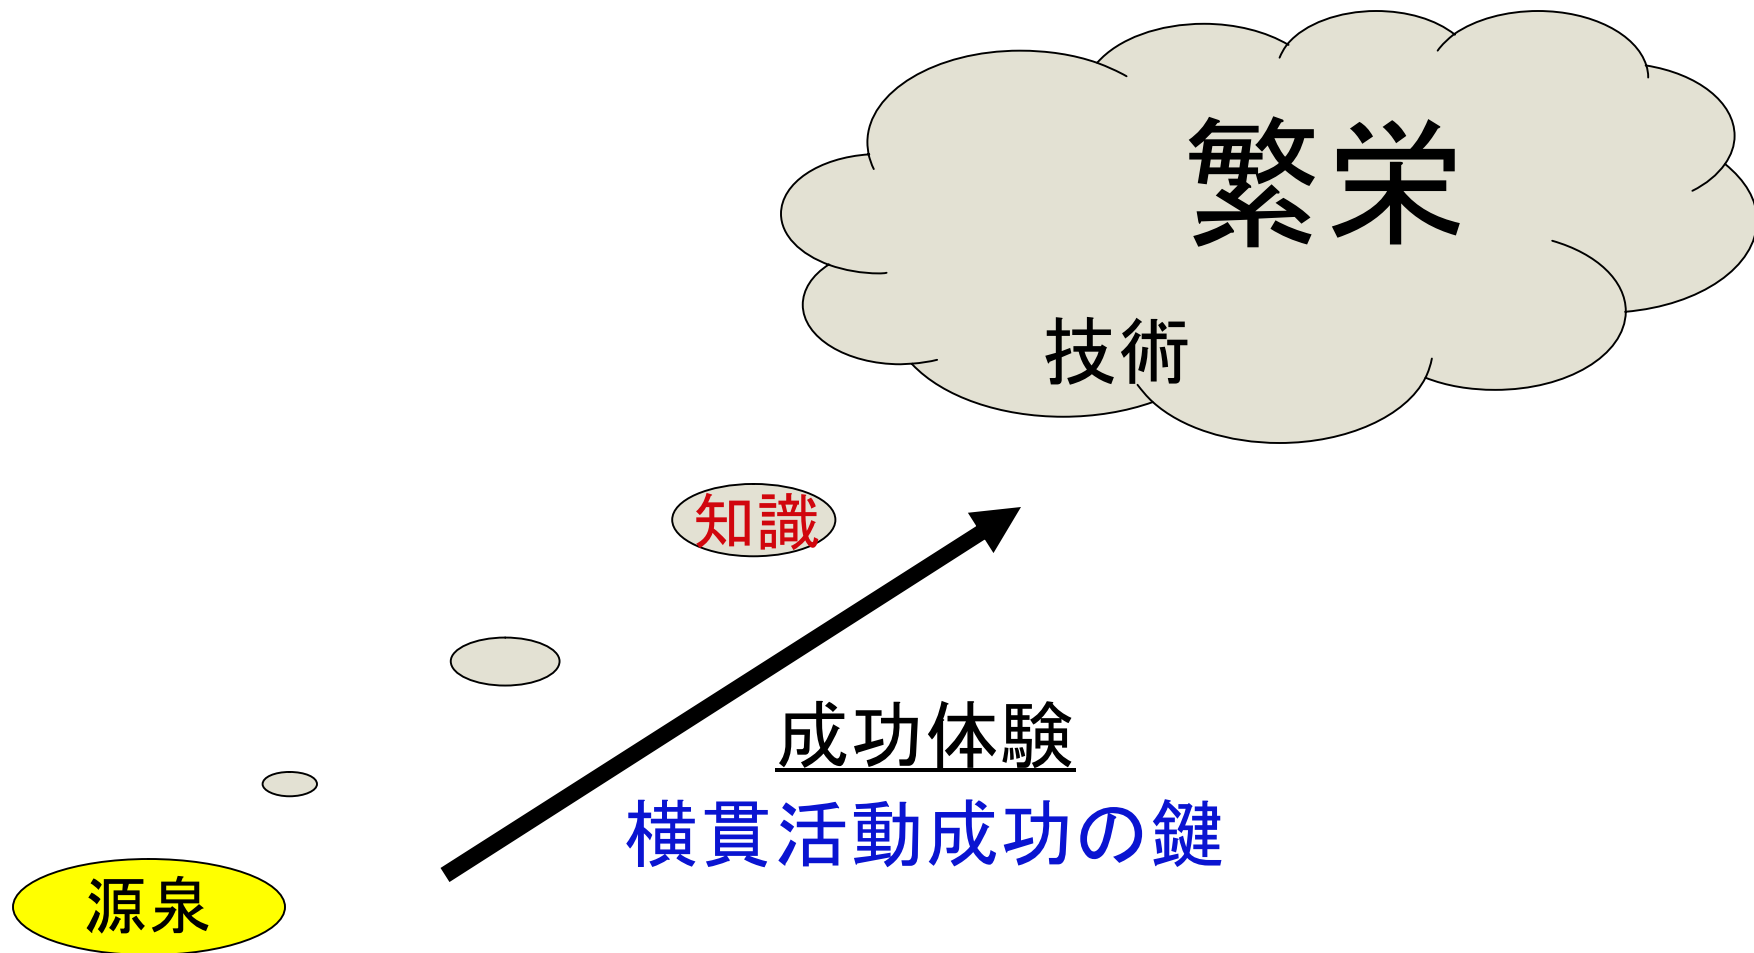 繁栄
技術
知識
成功体験
横貫活動成功の鍵
源泉